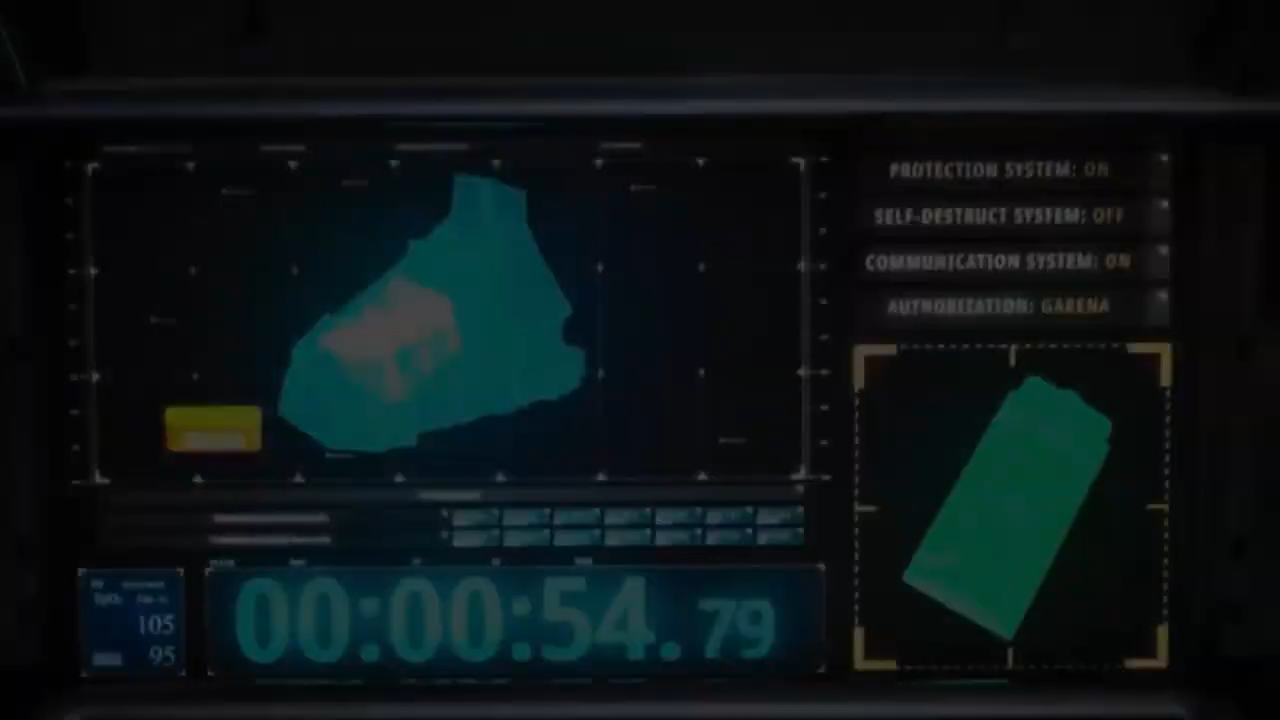 PROTECTION SYSTEM: ON
SELF-DESTRUCT SYSTEM: OFF
COMMUNICATION SYSTEM: ON
AUTHORIZATION: GARENA
105
95
00:00:54.79